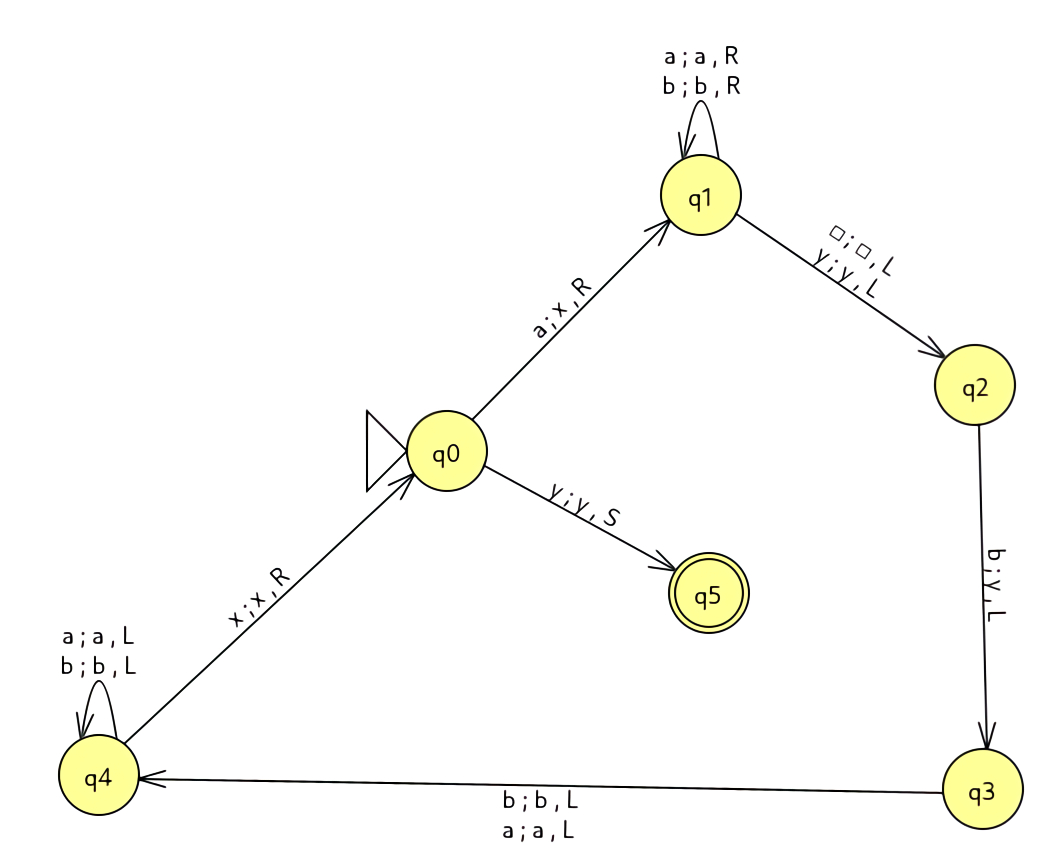 a;a,R
b;b,R
q1
□;□,L
y;y,L
a;x,R
q2
q0
y;y,S
b;y,L
q5
x;x,R
a;a,L
b;b,L
q4
q3
b;b,L
a;a,L